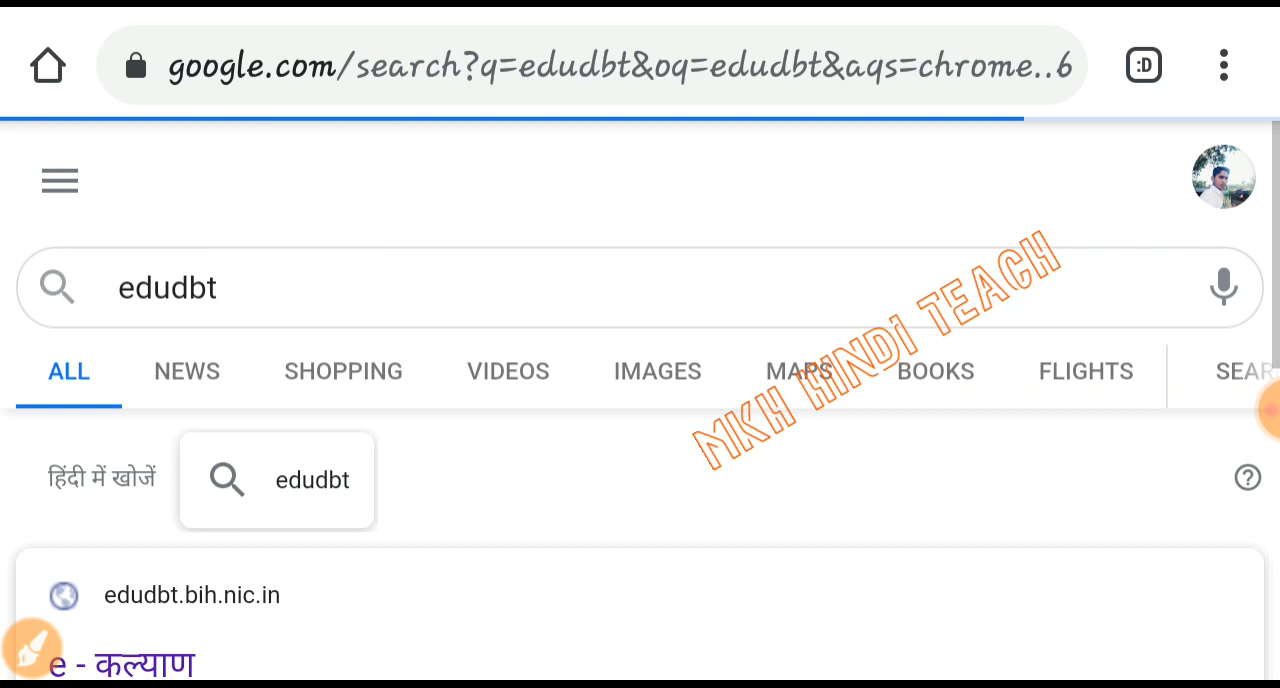 google.com/search?q=edudbt&oq=edudbt&aqs=chrome..6
:D
edudbt
ALL NEWS SHOPPING VIDEOS IMAGES MAPS BOOKS FLIGHTS SEAR
MKH HINDI TEACH
हिंदी में खोजें edudbt
edudbt.bih.nic.in
e - कल्याण